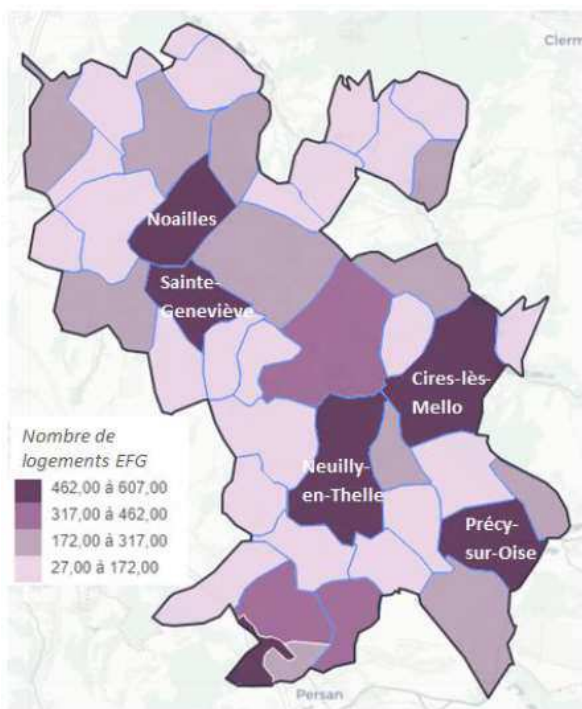 Clerm
Noailles
Sainte-
Geneviève
Cires-lès-
Mello
Nombre de
logements EFG
462,00 à 607,00
317,00 à 462,00
172,00 à 317,00
27,00 à 172,00
Neuilly-
en-Thelle
Précy-
sur-Oise
Persan